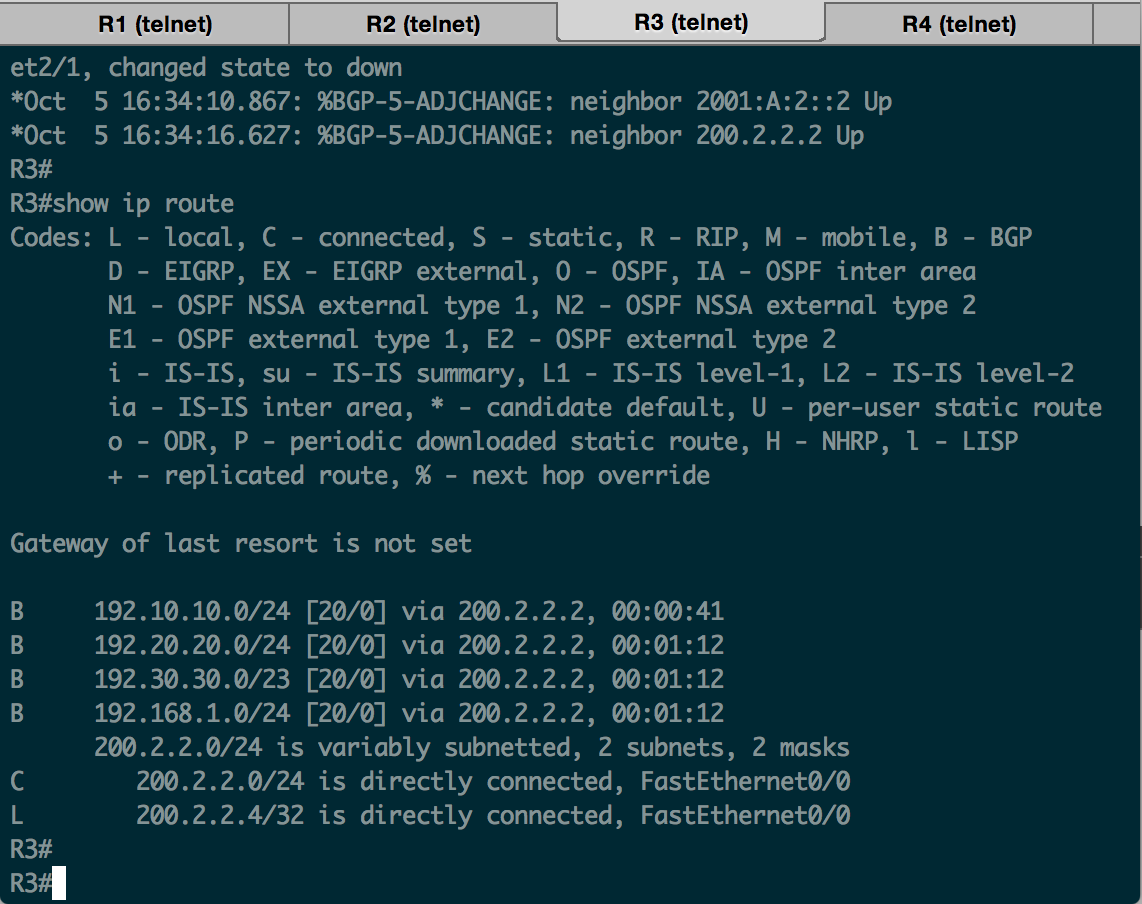 R1 (telnet) R2 (telnet) R3 (telnet) R4 (telnet)
et2/1, changed state to down
*Oct  5 16:34:10.867: %BGP-5-ADJCHANGE: neighbor 2001:A:2::2 Up
*Oct  5 16:34:16.627: %BGP-5-ADJCHANGE: neighbor 200.2.2.2 Up
R3#
R3#show ip route
Codes: L - local, C - connected, S - static, R - RIP, M - mobile, B - BGP
       D - EIGRP, EX - EIGRP external, O - OSPF, IA - OSPF inter area
       N1 - OSPF NSSA external type 1, N2 - OSPF NSSA external type 2
       E1 - OSPF external type 1, E2 - OSPF external type 2
       i - IS-IS, su - IS-IS summary, L1 - IS-IS level-1, L2 - IS-IS level-2
       ia - IS-IS inter area, * - candidate default, U - per-user static route
       o - ODR, P - periodic downloaded static route, H - NHRP, l - LISP
       + - replicated route, % - next hop override
Gateway of last resort is not set
B     192.10.10.0/24 [20/0] via 200.2.2.2, 00:00:41
B     192.20.20.0/24 [20/0] via 200.2.2.2, 00:01:12
B     192.30.30.0/23 [20/0] via 200.2.2.2, 00:01:12
B     192.168.1.0/24 [20/0] via 200.2.2.2, 00:01:12
      200.2.2.0/24 is variably subnetted, 2 subnets, 2 masks
C        200.2.2.0/24 is directly connected, FastEthernet0/0
L        200.2.2.4/32 is directly connected, FastEthernet0/0
R3#
R3#